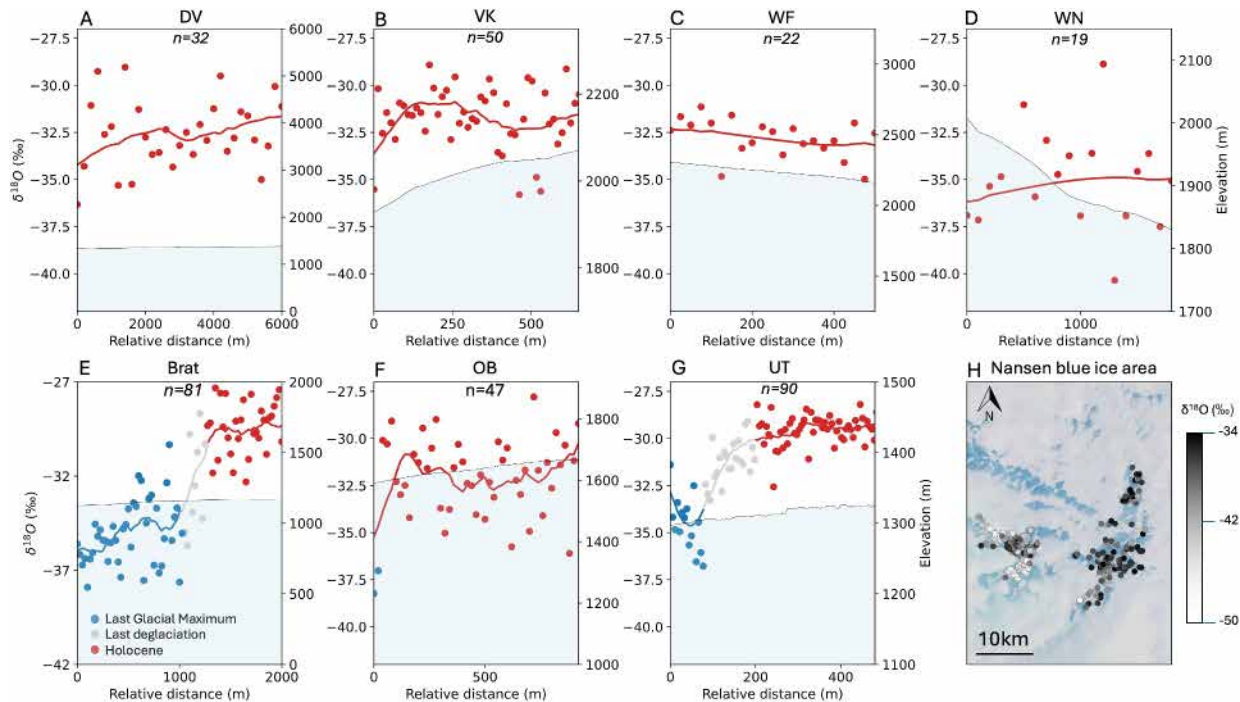 A DV
n=32
B VK
n=50
C WF
n=22
D WN
n=19
δ18O (‰)
−27.5
−30.0
−32.5
−35.0
−37.5
−40.0
6000
5000
4000
3000
2000
1000
0
0 2000 4000 6000
Relative distance (m)
−27.5
−30.0
−32.5
−35.0
−37.5
−40.0
2200
2000
1800
0 250 500
Relative distance (m)
−27.5
−30.0
−32.5
−35.0
−37.5
−40.0
3000
2500
2000
1500
0 200 400
Relative distance (m)
−27.5
−30.0
−32.5
−35.0
−37.5
−40.0
2100
2000
1900
1800
1700
Elevation (m)
0 1000
Relative distance (m)
E Brat
n=81
F OB
n=47
G UT
n=90
H Nansen blue ice area
δ18O (‰)
−27
−32
−37
−42
2000
1500
1000
500
0
Last Glacial Maximum
Last deglaciation
Holocene
0 1000 2000
Relative distance (m)
−27.5
−30.0
−32.5
−35.0
−37.5
−40.0
1800
1600
1400
1200
1000
0 500
Relative distance (m)
−27.5
−30.0
−32.5
−35.0
−37.5
−40.0
1500
1400
1300
1200
1100
Elevation (m)
0 200 400
Relative distance (m)
N
10km
δ18O (‰)
-34
-42
-50